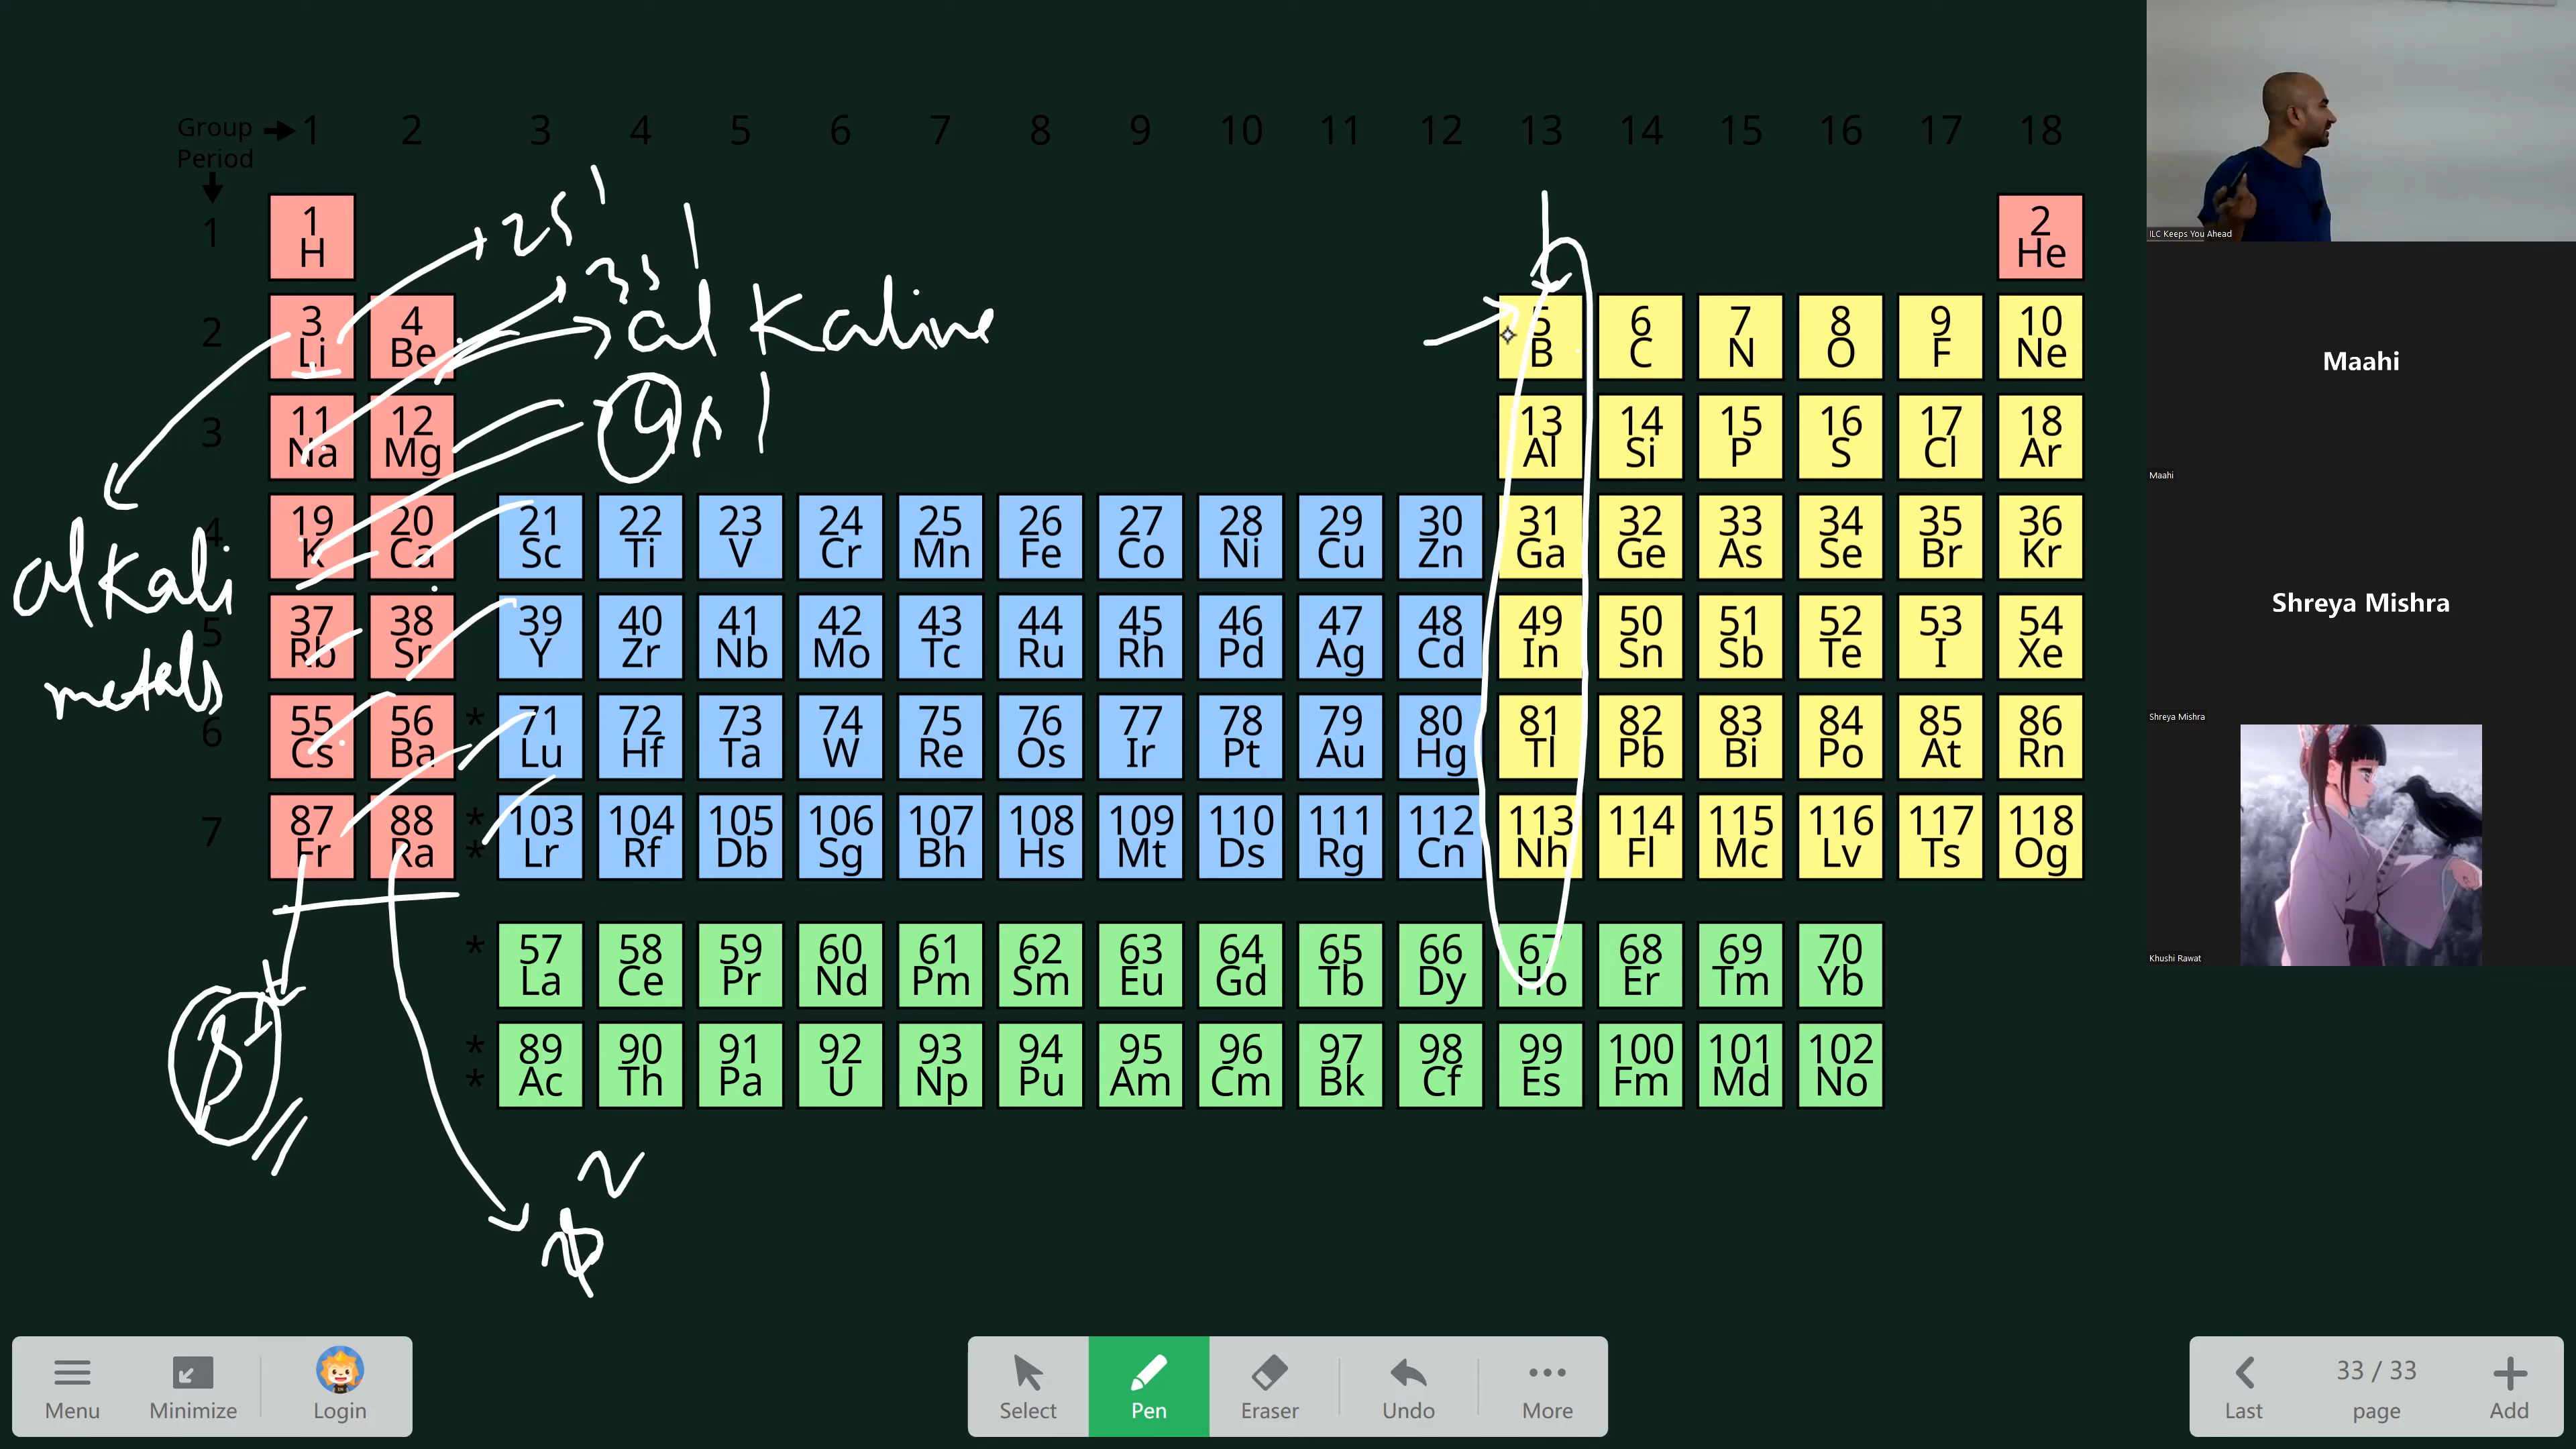 Group 1 2 3 4 5 6 7 8 9 10 11 12 13 14 15 16 17 18
Period
1 1 H 2 He
2s1
3s1
2 3 Li 4 Be alkaline 5 B 6 C 7 N 8 O 9 F 10 Ne
4s1
3 11 Na 12 Mg 13 Al 14 Si 15 P 16 S 17 Cl 18 Ar
4 19 K 20 Ca 21 Sc 22 Ti 23 V 24 Cr 25 Mn 26 Fe 27 Co 28 Ni 29 Cu 30 Zn 31 Ga 32 Ge 33 As 34 Se 35 Br 36 Kr
alkali
metals
5 37 Rb 38 Sr 39 Y 40 Zr 41 Nb 42 Mo 43 Tc 44 Ru 45 Rh 46 Pd 47 Ag 48 Cd 49 In 50 Sn 51 Sb 52 Te 53 I 54 Xe
6 55 Cs 56 Ba * 71 Lu 72 Hf 73 Ta 74 W 75 Re 76 Os 77 Ir 78 Pt 79 Au 80 Hg 81 Tl 82 Pb 83 Bi 84 Po 85 At 86 Rn
7 87 Fr 88 Ra * * 103 Lr 104 Rf 105 Db 106 Sg 107 Bh 108 Hs 109 Mt 110 Ds 111 Rg 112 Cn 113 Nh 114 Fl 115 Mc 116 Lv 117 Ts 118 Og
* 57 La 58 Ce 59 Pr 60 Nd 61 Pm 62 Sm 63 Eu 64 Gd 65 Tb 66 Dy 67 Ho 68 Er 69 Tm 70 Yb
* * 89 Ac 90 Th 91 Pa 92 U 93 Np 94 Pu 95 Am 96 Cm 97 Bk 98 Cf 99 Es 100 Fm 101 Md 102 No
ILC Keeps You Ahead
Maahi
Maahi
Shreya Mishra
Shreya Mishra
Khushi Rawat
Menu Minimize Login Select Pen Eraser Undo More Last 33 / 33 page Add